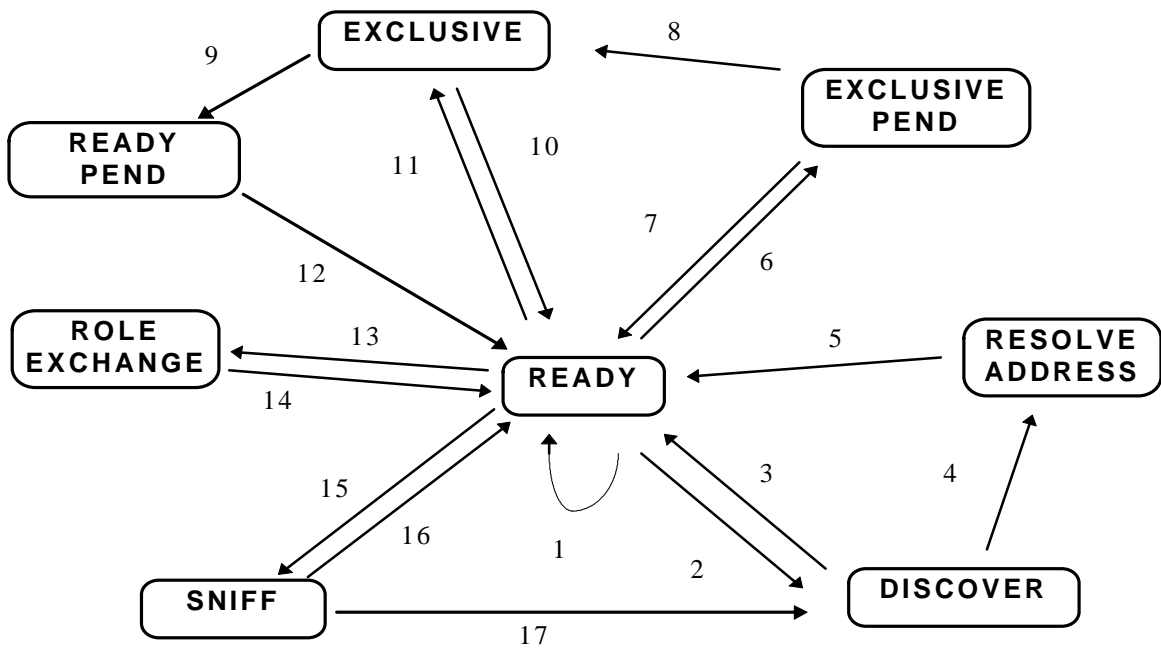 EXCLUSIVE
8
9
EXCLUSIVE
PEND
READY
PEND
10
11
7
6
12
ROLE
EXCHANGE
13
5
RESOLVE
ADDRESS
READY
14
3
4
15
16
1
2
SNIFF
DISCOVER
17